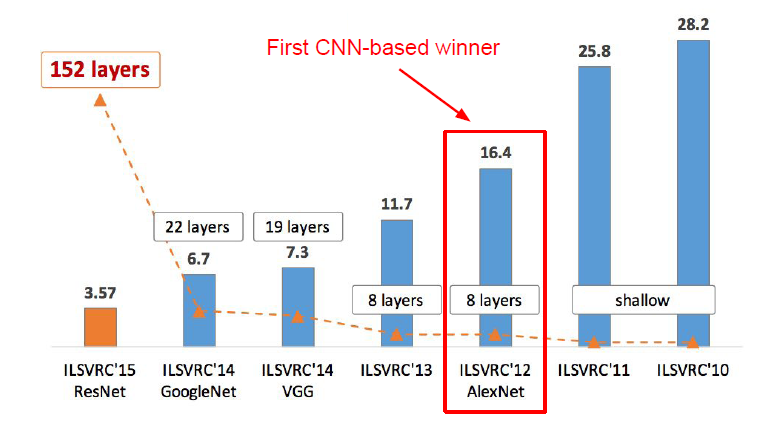 First CNN-based winner
152 layers
22 layers
19 layers
8 layers
8 layers
shallow
3.57
6.7
7.3
11.7
16.4
25.8
28.2
ILSVRC'15
ResNet
ILSVRC'14
GoogleNet
ILSVRC'14
VGG
ILSVRC'13
ILSVRC'12
AlexNet
ILSVRC'11
ILSVRC'10